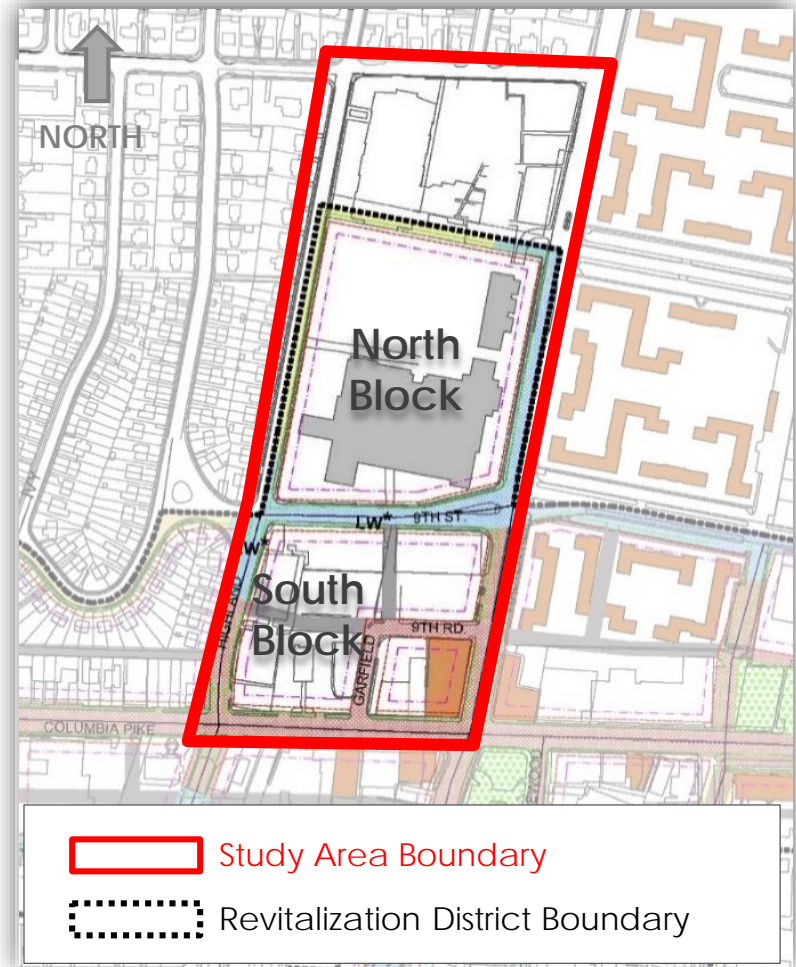 NORTH
North
Block
LW*
9TH ST.
W*
South
Block
HIGHLAND
9TH RD.
GARFIELD
COLUMBIA PIKE
Study Area Boundary
Revitalization District Boundary